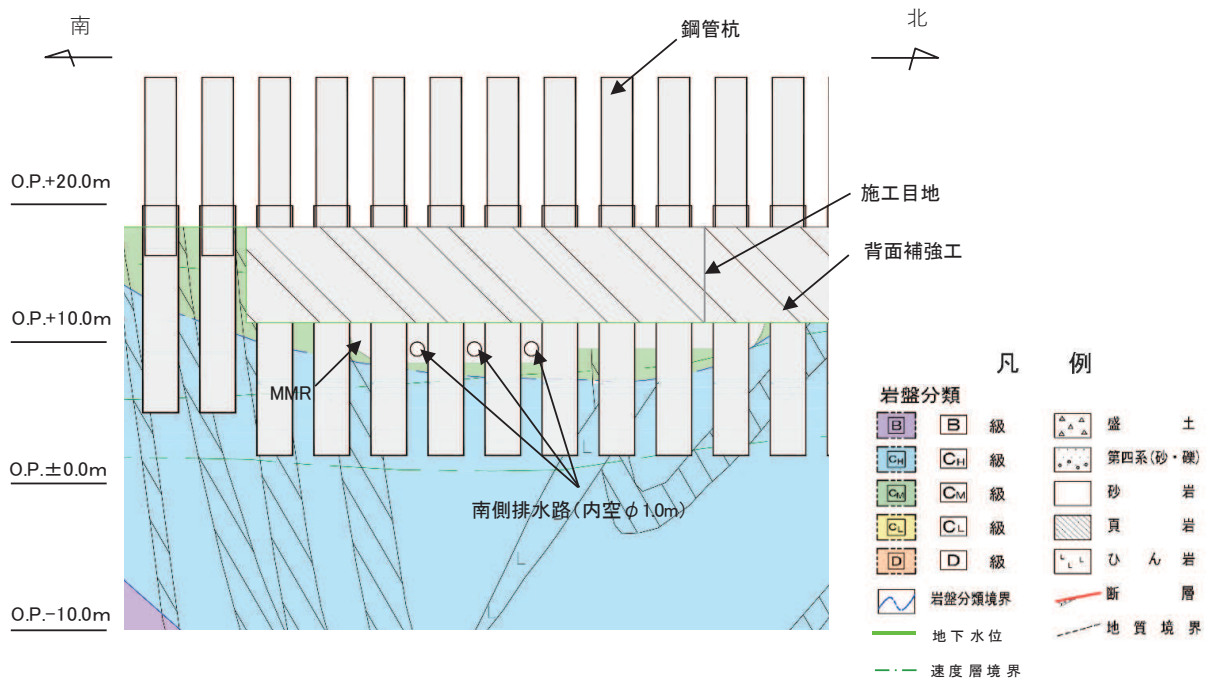 南
北
鋼管杭
O.P.+20.0m
施工目地
背面補強工
O.P.+10.0m
MMR
O.P.±0.0m
南側排水路(内空φ1.0m)
L
L
L
O.P.-10.0m
凡 例
岩盤分類
B B 級
CH CH 級
CM CM 級
CL CL 級
D D 級
岩盤分類境界
地下水位
速度層境界
盛 土
第四系(砂・礫)
砂 岩
頁 岩
ひん岩
断 層
地質境界